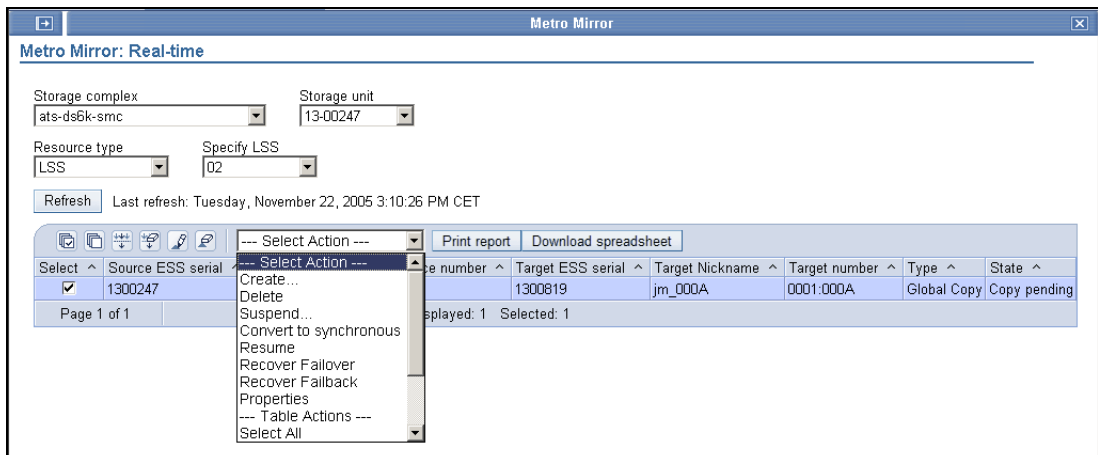 Metro Mirror
Metro Mirror: Real-time
Storage complex
Storage unit
ats-ds6k-smc
13-00247
Resource type
Specify LSS
LSS
02
Refresh
Last refresh: Tuesday, November 22, 2005 3:10:26 PM CET
--- Select Action ---
Print report
Download spreadsheet
Select ^ Source ESS serial ce number ^ Target ESS serial ^ Target Nickname ^ Target number ^ Type ^ State ^
1300247 1300819 jm_000A 0001:000A Global Copy Copy pending
Page 1 of 1 splayed: 1 Selected: 1
--- Select Action ---
Create...
Delete
Suspend...
Convert to synchronous
Resume
Recover Failover
Recover Failback
Properties
--- Table Actions ---
Select All